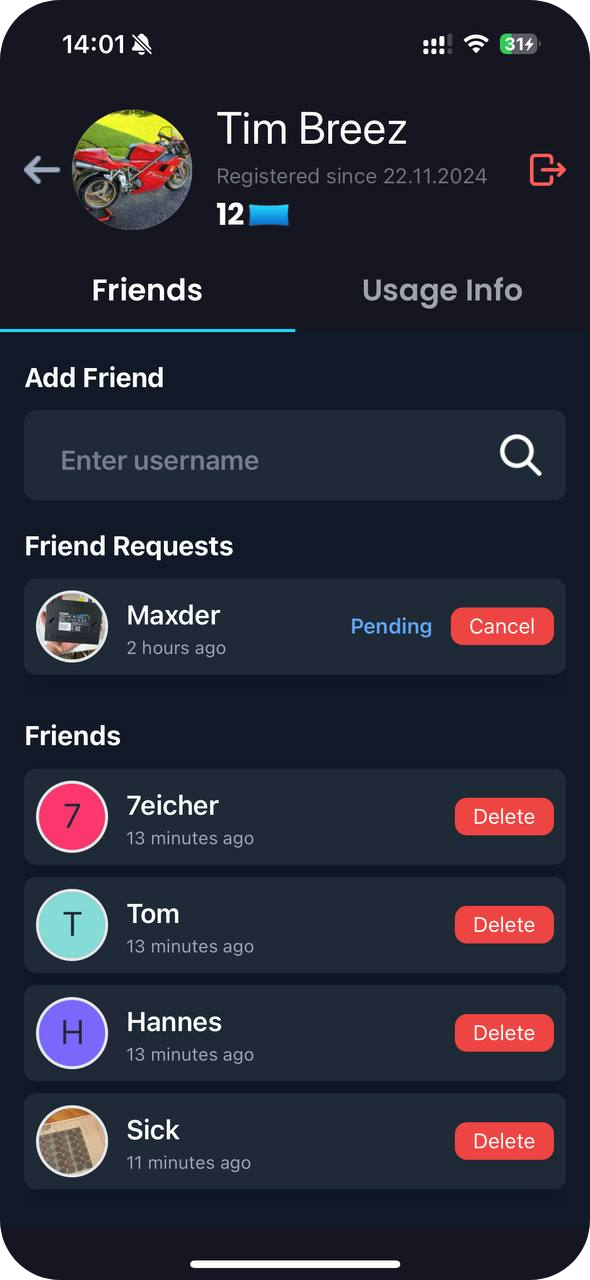 14:01
31
Tim Breez
Registered since 22.11.2024
12
Friends
Usage Info
Add Friend
Enter username
Friend Requests
Maxder
2 hours ago
Pending
Cancel
Friends
7
7eicher
13 minutes ago
Delete
T
Tom
13 minutes ago
Delete
H
Hannes
13 minutes ago
Delete
Sick
11 minutes ago
Delete